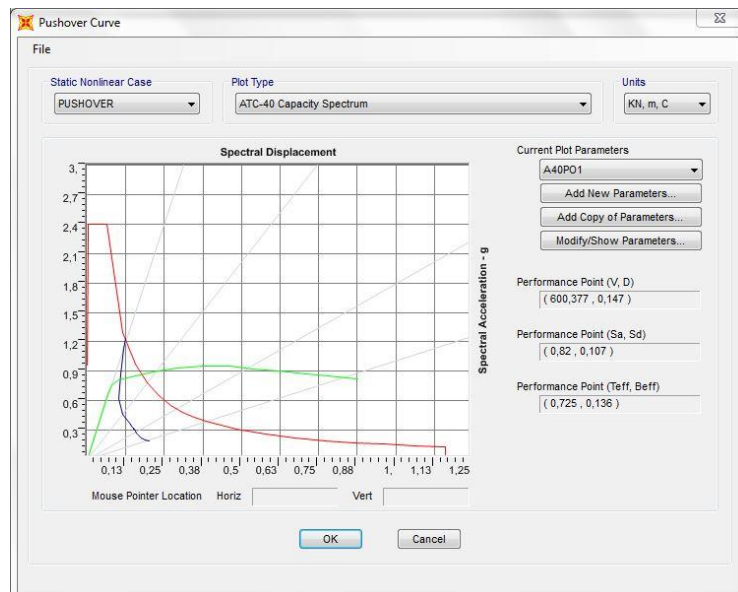 Pushover Curve
File
Static Nonlinear Case
PUSHOVER
Plot Type
ATC-40 Capacity Spectrum
Units
KN, m, C
Spectral Displacement
3,
2,7
2,4
2,1
1,8
1,5
1,2
0,9
0,6
0,3
0,13 0,25 0,38 0,5 0,63 0,75 0,88 1, 1,13 1,25
Spectral Acceleration - g
Mouse Pointer Location Horiz Vert
Current Plot Parameters
A40PO1
Add New Parameters...
Add Copy of Parameters...
Modify/Show Parameters...
Performance Point (V, D)
( 600,377 , 0,147 )
Performance Point (Sa, Sd)
( 0,82 , 0,107 )
Performance Point (Teff, Beff)
( 0,725 , 0,136 )
OK
Cancel